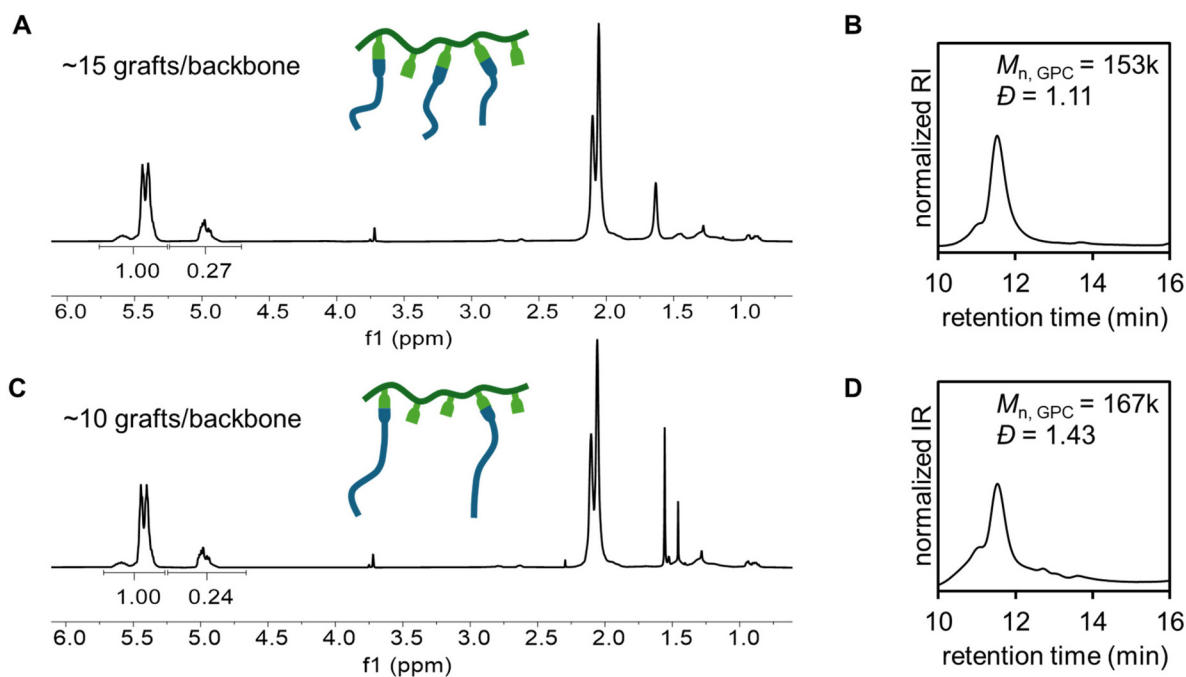 A
~15 grafts/backbone
1.00 0.27
6.0 5.5 5.0 4.5 4.0 3.5 3.0 2.5 2.0 1.5 1.0
f1 (ppm)
B
normalized RI
Mn, GPC = 153k
Đ = 1.11
10 12 14 16
retention time (min)
C
~10 grafts/backbone
1.00 0.24
6.0 5.5 5.0 4.5 4.0 3.5 3.0 2.5 2.0 1.5 1.0
f1 (ppm)
D
normalized IR
Mn, GPC = 167k
Đ = 1.43
10 12 14 16
retention time (min)